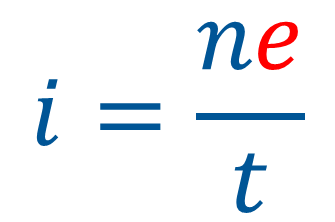 i = ne/t